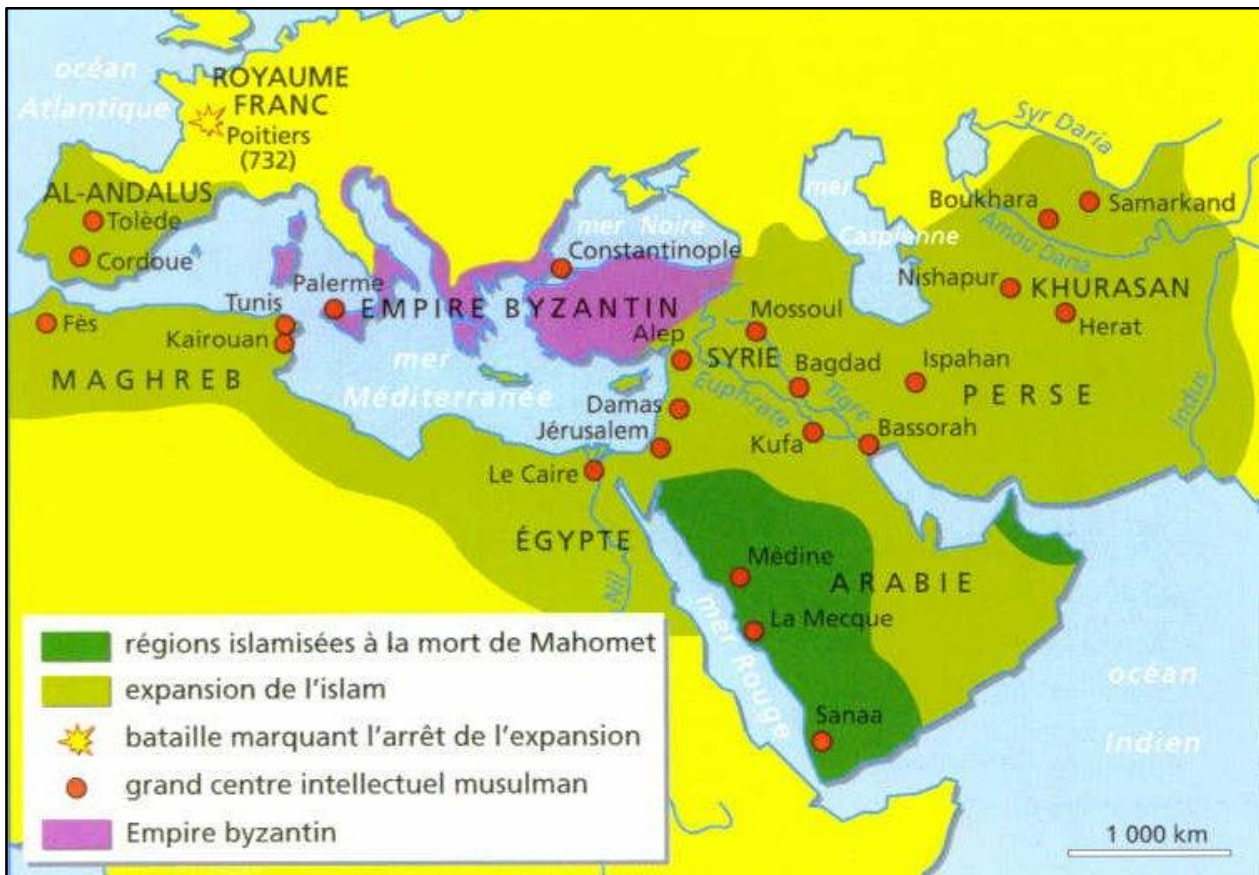 océan
Atlantique
ROYAUME
FRANC
Poitiers
(732)
AL-ANDALUS
Tolède
Cordoue
Fès
Tunis
Kairouan
MAGHREB
Palerme
EMPIRE BYZANTIN
mer
Méditerranée
mer Noire
Constantinople
mer
Caspienne
Syr Daria
Boukhara
Samarkand
Amou Daria
Nishapur
KHURASAN
Herat
Mossoul
Alep
SYRIE
Bagdad
Ispahan
PERSE
Euphrate
Tigre
Indus
Damas
Jérusalem
Kufa
Bassorah
Le Caire
ÉGYPTE
Nil
Médine
ARABIE
La Mecque
mer Rouge
Sanaa
océan
Indien
régions islamisées à la mort de Mahomet
expansion de l'islam
bataille marquant l'arrêt de l'expansion
grand centre intellectuel musulman
Empire byzantin
1 000 km